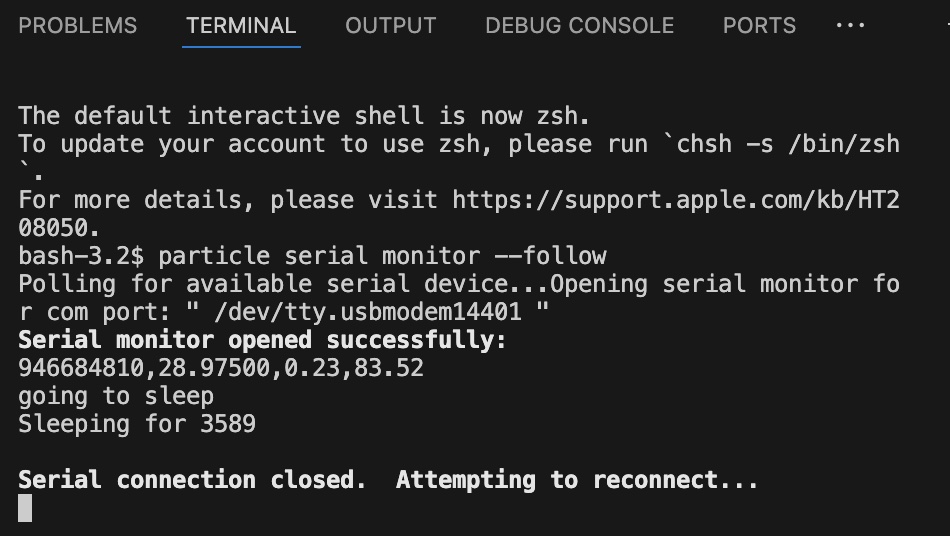 PROBLEMS TERMINAL OUTPUT DEBUG CONSOLE PORTS ···
The default interactive shell is now zsh.
To update your account to use zsh, please run `chsh -s /bin/zsh
`.
For more details, please visit https://support.apple.com/kb/HT2
08050.
bash-3.2$ particle serial monitor --follow
Polling for available serial device...Opening serial monitor fo
r com port: " /dev/tty.usbmodem14401 "
Serial monitor opened successfully:
946684810,28.97500,0.23,83.52
going to sleep
Sleeping for 3589
Serial connection closed.  Attempting to reconnect...